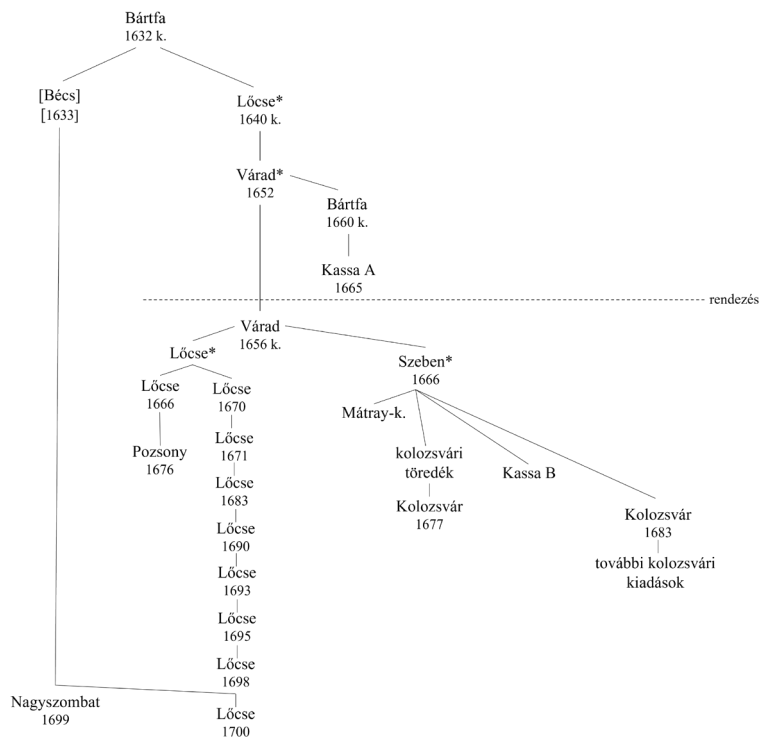 Bártfa
1632 k.
[Bécs]
[1633]
Lőcse*
1640 k.
Várad*
1652
Bártfa
1660 k.
Kassa A
1665
rendezés
Várad
1656 k.
Lőcse*
Szeben*
1666
Lőcse
1666
Lőcse
1670
Mátray-k.
Pozsony
1676
Lőcse
1671
kolozsvári
töredék
Kassa B
Lőcse
1683
Kolozsvár
1677
Kolozsvár
1683
Lőcse
1690
további kolozsvári
kiadások
Lőcse
1693
Lőcse
1695
Lőcse
1698
Nagyszombat
1699
Lőcse
1700